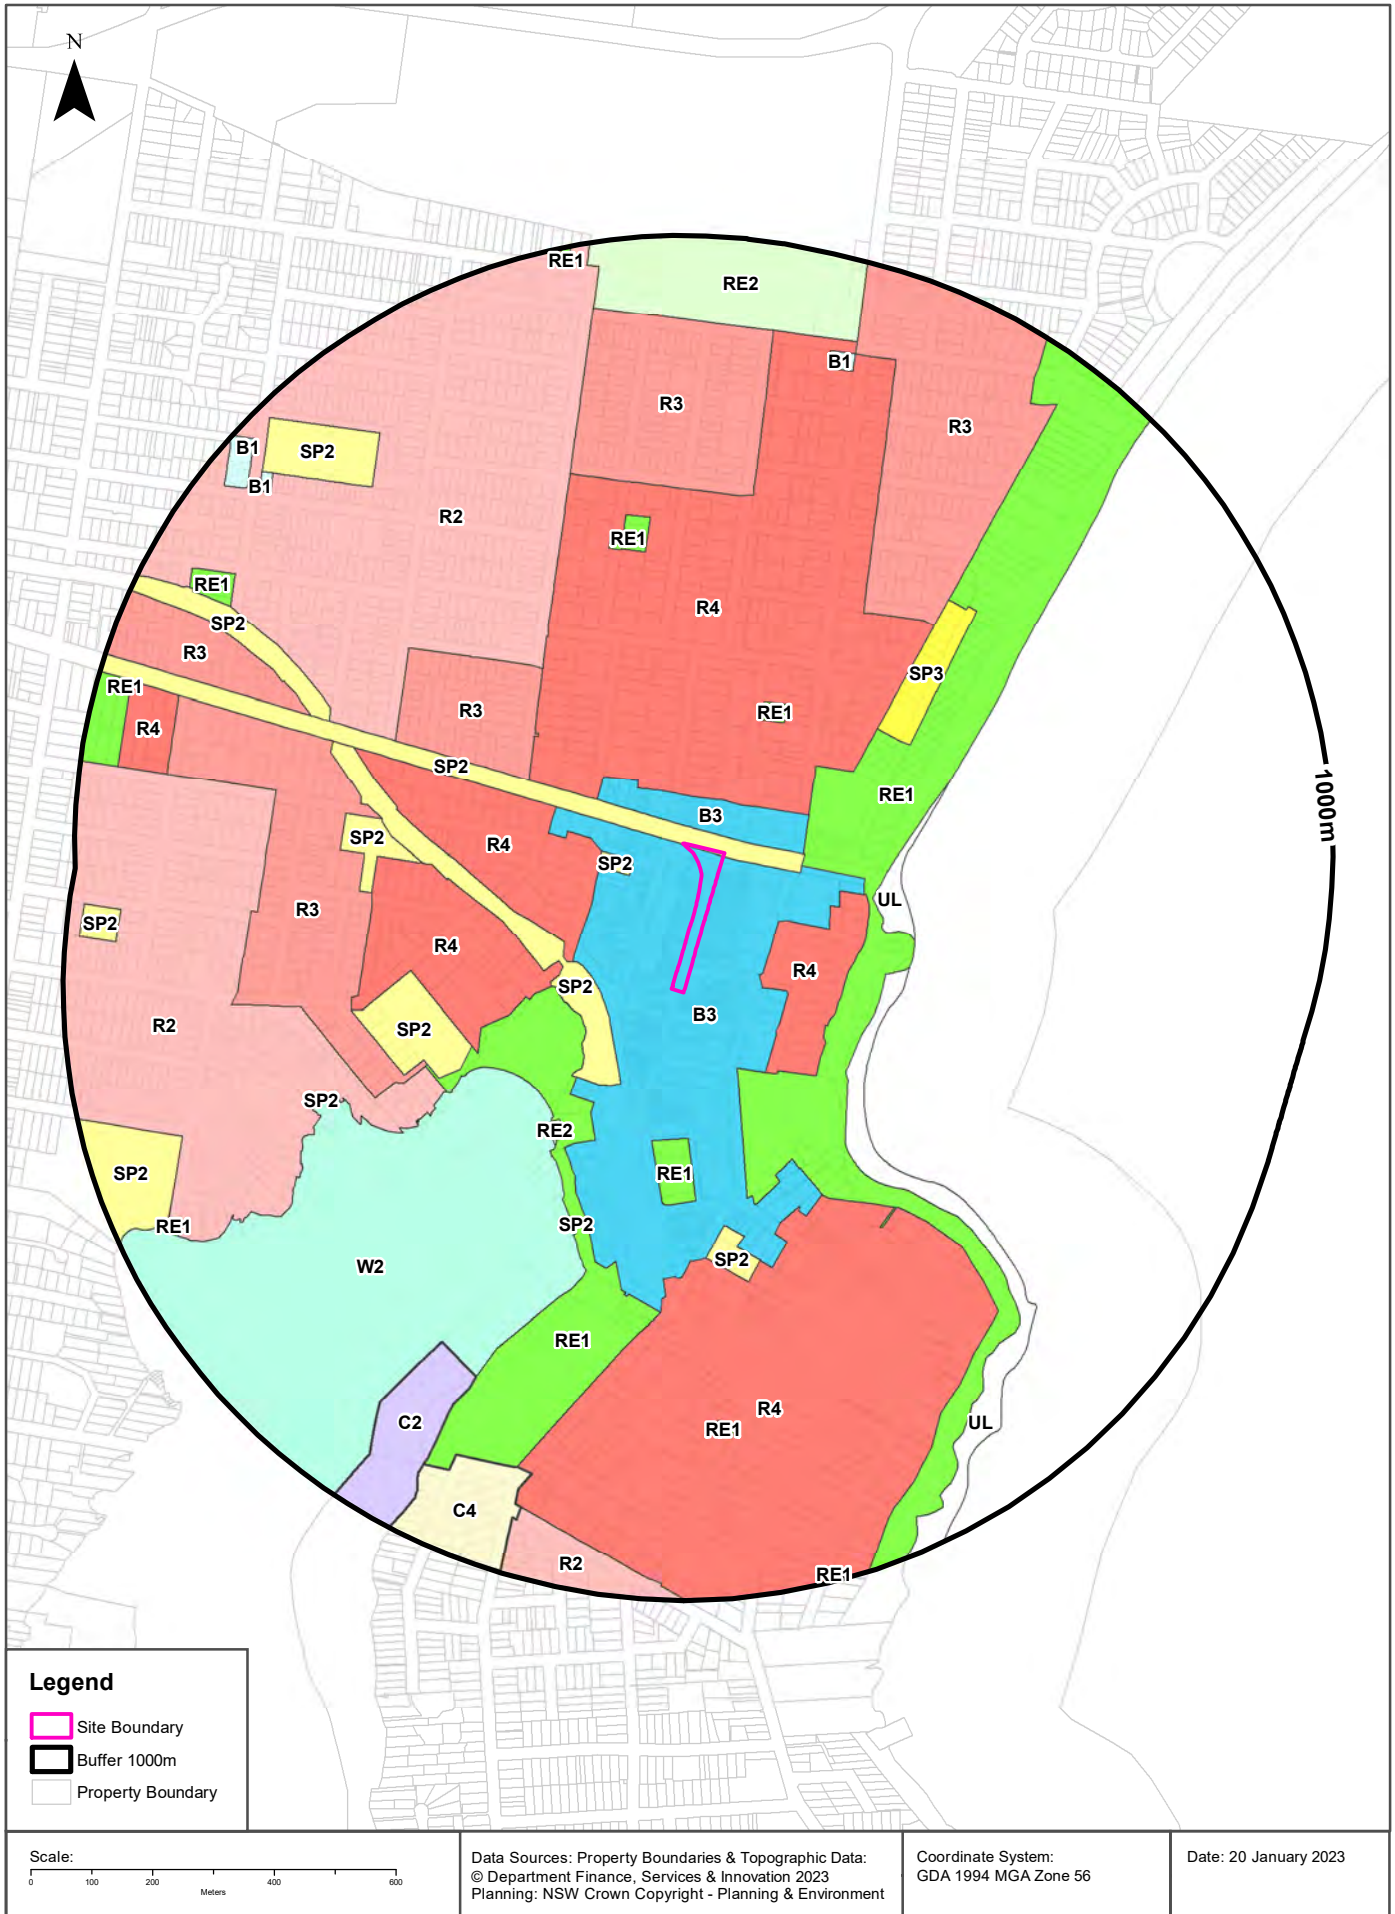 N
RE1
RE2
B1
R3
R3
B1
SP2
B1
R2
RE1
RE1
R4
SP2
R3
SP3
RE1
R3
RE1
R4
SP2
RE1
1000m
B3
SP2
R4
SP2
UL
SP2
R3
R4
R4
SP2
B3
R2
SP2
SP2
RE2
SP2
RE1
RE1
SP2
SP2
W2
RE1
R4
C2
RE1
UL
C4
R2
RE1
Legend
Site Boundary
Buffer 1000m
Property Boundary
Scale:
0 100 200 400 600
Meters
Data Sources: Property Boundaries & Topographic Data:
© Department Finance, Services & Innovation 2023
Planning: NSW Crown Copyright - Planning & Environment
Coordinate System:
GDA 1994 MGA Zone 56
Date: 20 January 2023